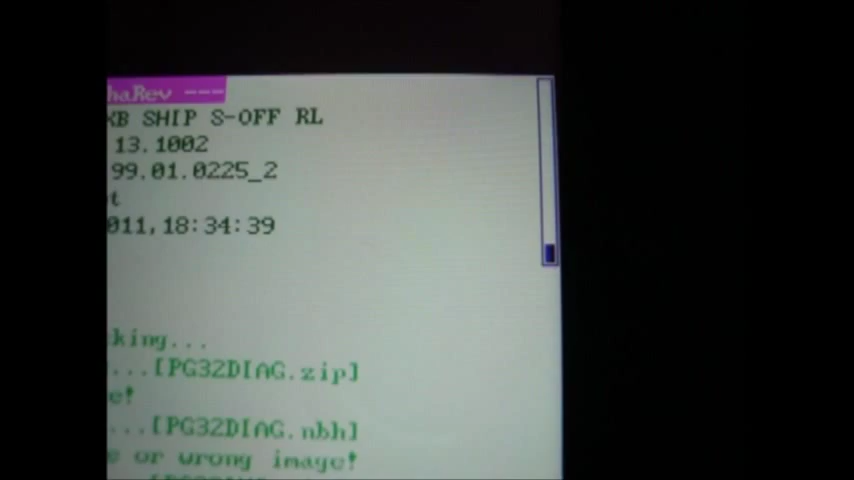 haRev ---
XB SHIP S-OFF RL
13.1002
99.01.0225_2
t
011,18:34:39
king...
...[PG32DIAG.zip]
e!
...[PG32DIAG.nbh]
e or wrong image!